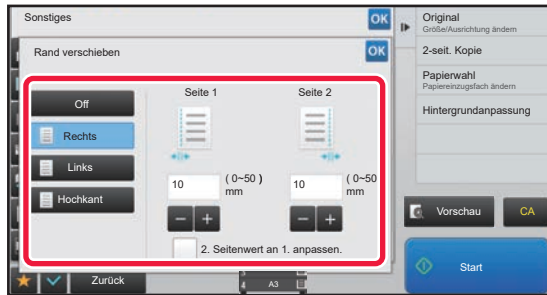 Sonstiges
OK
Rand verschieben
OK
Off
Rechts
Links
Hochkant
Seite 1
Seite 2
10
( 0~50 )
mm
10
( 0~50
mm
2. Seitenwert an 1. anpassen.
Zurück
4
A3
Original
Größe/Ausrichtung ändern
2-seit. Kopie
Papierwahl
Papiereinzugsfach ändern
Hintergrundanpassung
Vorschau
CA
Start